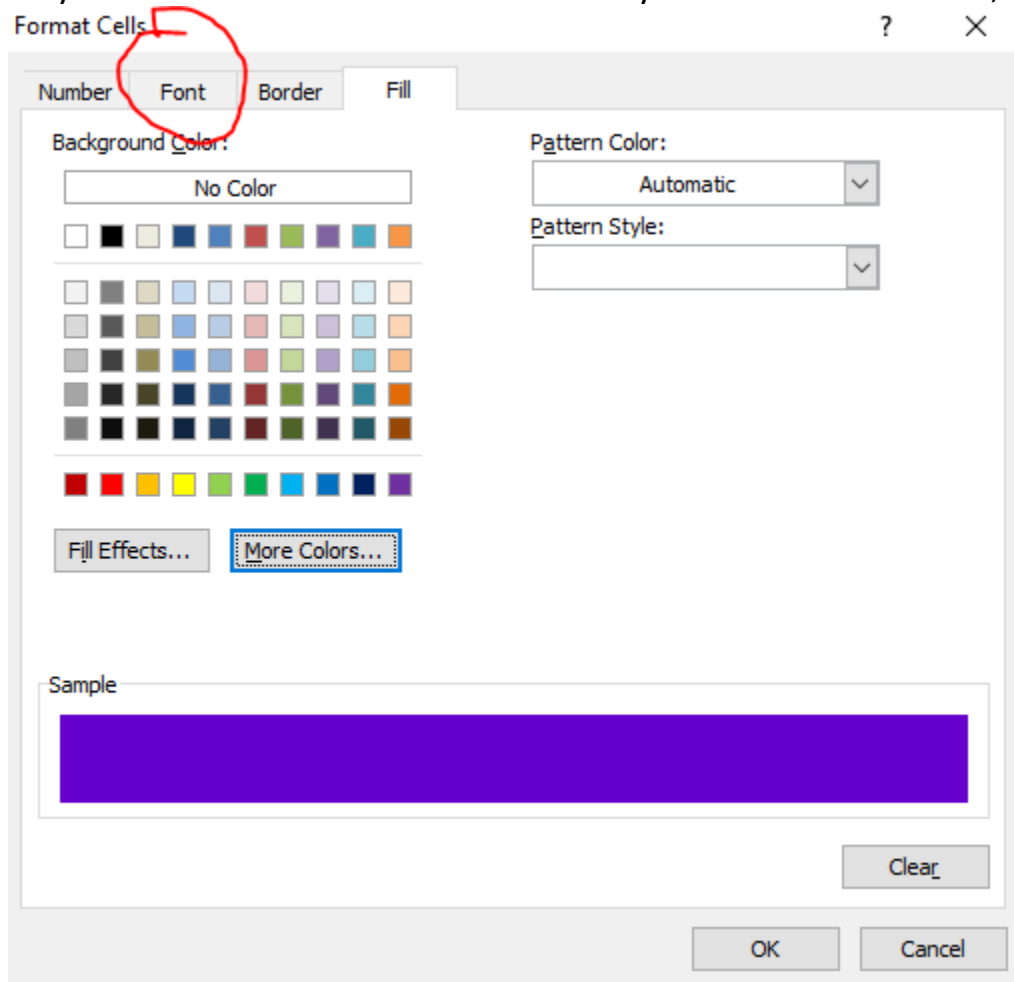 Format Cells ? ×
Number Font Border Fill
Background Color: Pattern Color:
No Color Automatic
Pattern Style:
Fill Effects... More Colors...
Sample
Clear
OK Cancel